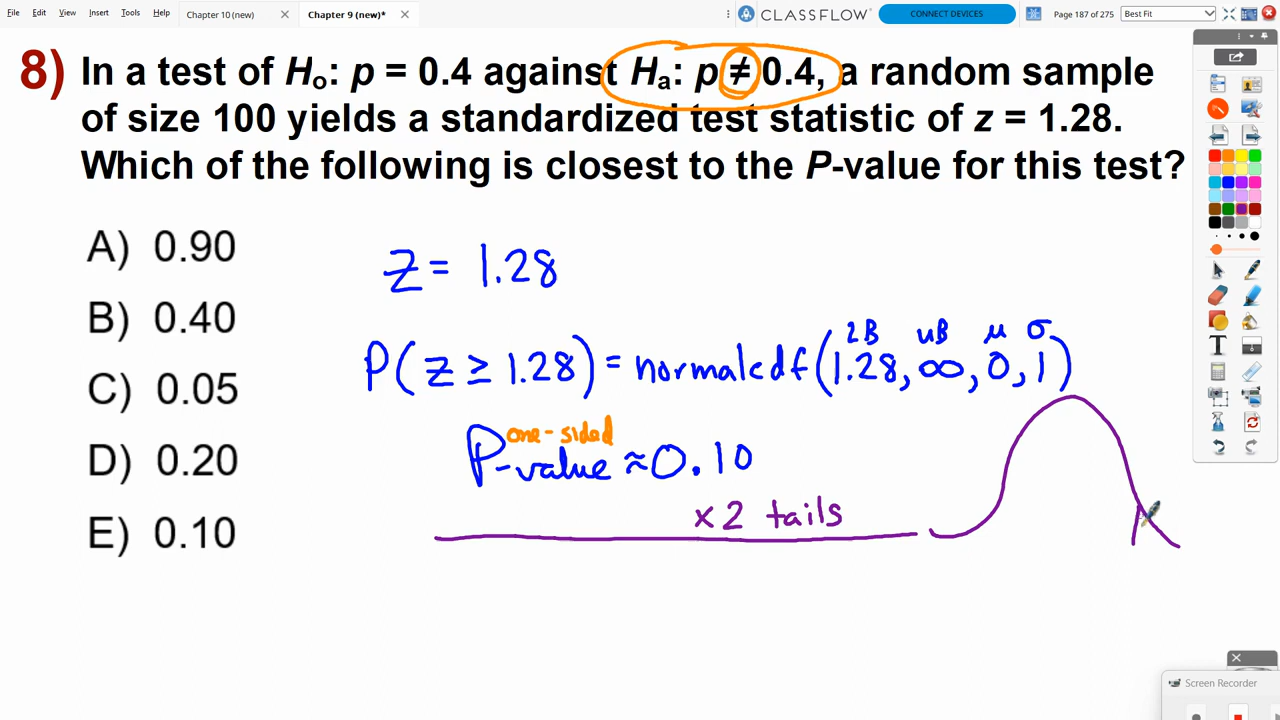 File Edit View Insert Tools Help
Chapter 10 (new) Chapter 9 (new)*
CLASSFLOW CONNECT DEVICES Page 187 of 275 Best Fit
8) In a test of Ho: p = 0.4 against Ha: p ≠ 0.4, a random sample
of size 100 yields a standardized test statistic of z = 1.28.
Which of the following is closest to the P-value for this test?
A) 0.90
B) 0.40
C) 0.05
D) 0.20
E) 0.10
Z = 1.28
LB UB μ σ
P(Z ≥ 1.28) = normalcdf(1.28, ∞, 0, 1)
one-sided
P-value ≈ 0.10
x2 tails
T
Screen Recorder